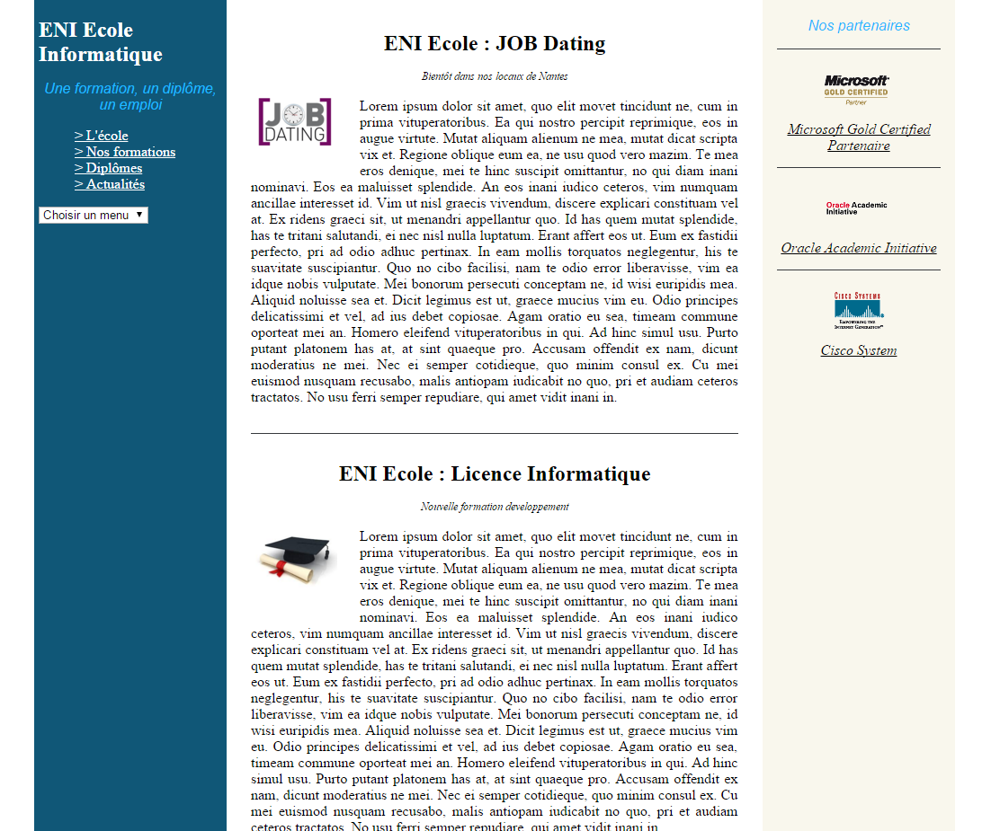 ENI Ecole
Informatique
Une formation, un diplôme,
un emploi
> L'école
> Nos formations
> Diplômes
> Actualités
Choisir un menu
ENI Ecole : JOB Dating
Bientôt dans nos locaux de Nantes
JOB
DATING
Lorem ipsum dolor sit amet, quo elit movet tincidunt ne, cum in
prima vituperatoribus. Ea qui nostro percipit reprimique, eos in
augue virtute. Mutat aliquam alienum ne mea, mutat dicat scripta
vix et. Regione oblique eum ea, ne usu quod vero mazim. Te mea
eros denique, mei te hinc suscipit omittantur, no qui diam inani
nominavi. Eos ea maluisset splendide. An eos inani iudico ceteros, vim numquam
ancillae interesset id. Vim ut nisl graecis vivendum, discere explicari constituam vel
at. Ex ridens graeci sit, ut menandri appellantur quo. Id has quem mutat splendide,
has te tritani salutandi, ei nec nisl nulla luptatum. Erant affert eos ut. Eum ex fastidii
perfecto, pri ad odio adhuc pertinax. In eam mollis torquatos neglegentur, his te
suavitate suscipiantur. Quo no cibo facilisi, nam te odio error liberavisse, vim ea
idque nobis vulputate. Mei bonorum persecuti conceptam ne, id wisi euripidis mea.
Aliquid noluisse sea et. Dicit legimus est ut, graece mucius vim eu. Odio principes
delicatissimi et vel, ad ius debet copiosae. Agam oratio eu sea, timeam commune
oporteat mei an. Homero eleifend vituperatoribus in qui. Ad hinc simul usu. Purto
putant platonem has at, at sint quaeque pro. Accusam offendit ex nam, dicunt
moderatius ne mei. Nec ei semper cotidieque, quo minim consul ex. Cu mei
euismod nusquam recusabo, malis antiopam iudicabit no quo, pri et audiam ceteros
tractatos. No usu ferri semper repudiare, qui amet vidit inani in.
ENI Ecole : Licence Informatique
Nouvelle formation developpement
Lorem ipsum dolor sit amet, quo elit movet tincidunt ne, cum in
prima vituperatoribus. Ea qui nostro percipit reprimique, eos in
augue virtute. Mutat aliquam alienum ne mea, mutat dicat scripta
vix et. Regione oblique eum ea, ne usu quod vero mazim. Te mea
eros denique, mei te hinc suscipit omittantur, no qui diam inani
nominavi. Eos ea maluisset splendide. An eos inani iudico
ceteros, vim numquam ancillae interesset id. Vim ut nisl graecis vivendum, discere
explicari constituam vel at. Ex ridens graeci sit, ut menandri appellantur quo. Id has
quem mutat splendide, has te tritani salutandi, ei nec nisl nulla luptatum. Erant affert
eos ut. Eum ex fastidii perfecto, pri ad odio adhuc pertinax. In eam mollis torquatos
neglegentur, his te suavitate suscipiantur. Quo no cibo facilisi, nam te odio error
liberavisse, vim ea idque nobis vulputate. Mei bonorum persecuti conceptam ne, id
wisi euripidis mea. Aliquid noluisse sea et. Dicit legimus est ut, graece mucius vim
eu. Odio principes delicatissimi et vel, ad ius debet copiosae. Agam oratio eu sea,
timeam commune oporteat mei an. Homero eleifend vituperatoribus in qui. Ad hinc
simul usu. Purto putant platonem has at, at sint quaeque pro. Accusam offendit ex
nam, dicunt moderatius ne mei. Nec ei semper cotidieque, quo minim consul ex. Cu
mei euismod nusquam recusabo, malis antiopam iudicabit no quo, pri et audiam
ceteros tractatos. No usu ferri semper repudiare, qui amet vidit inani in.
Nos partenaires
Microsoft
GOLD CERTIFIED
Partner
Microsoft Gold Certified
Partenaire
Oracle Academic
Initiative
Oracle Academic Initiative
CISCO SYSTEMS
EMPOWERING THE
INTERNET GENERATION
Cisco System